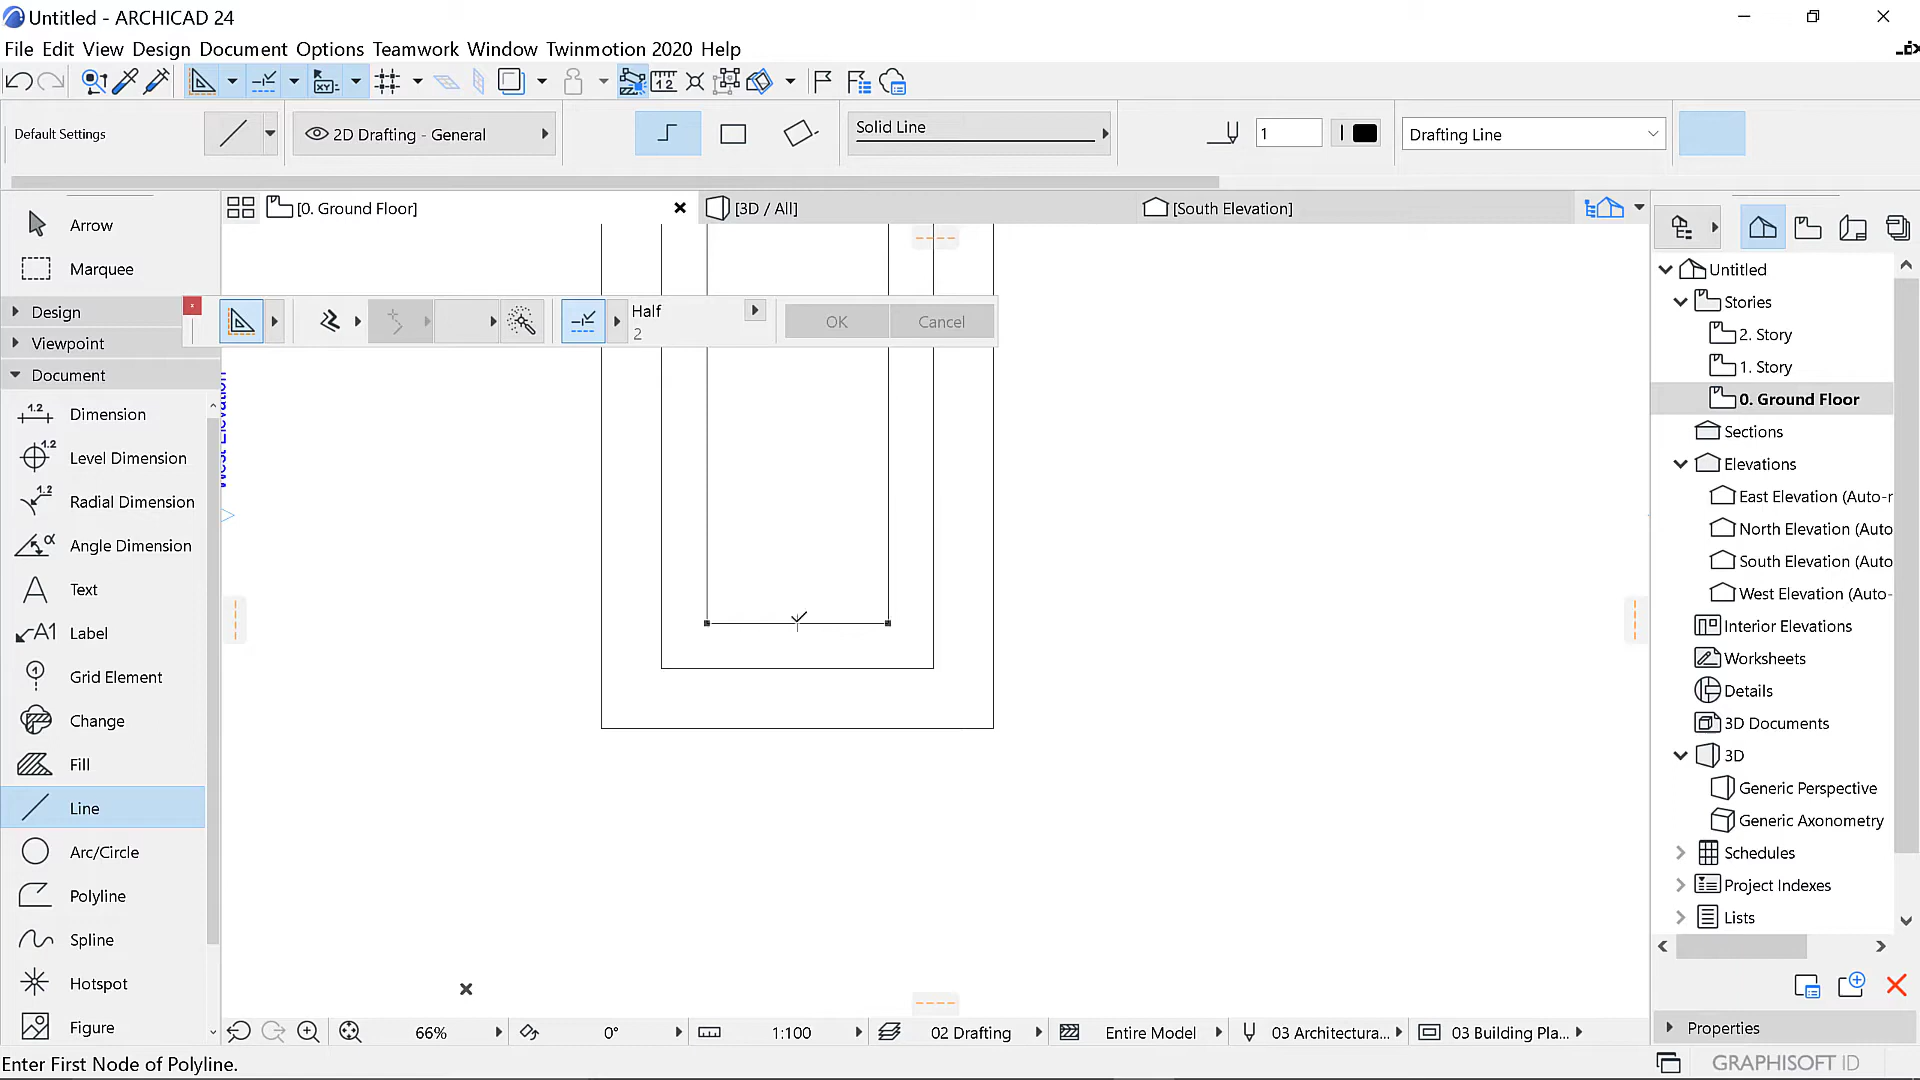 Untitled - ARCHICAD 24
File Edit View Design Document Options Teamwork Window Twinmotion 2020 Help
Default Settings
2D Drafting - General
Solid Line
1
Drafting Line
[0. Ground Floor]
[3D / All]
[South Elevation]
Arrow
Marquee
Design
Viewpoint
Document
Dimension
Level Dimension
Radial Dimension
Angle Dimension
Text
Label
Grid Element
Change
Fill
Line
Arc/Circle
Polyline
Spline
Hotspot
Figure
Half
2
OK
Cancel
West Elevation
Untitled
Stories
2. Story
1. Story
0. Ground Floor
Sections
Elevations
East Elevation (Auto-r
North Elevation (Auto
South Elevation (Auto
West Elevation (Auto-
Interior Elevations
Worksheets
Details
3D Documents
3D
Generic Perspective
Generic Axonometry
Schedules
Project Indexes
Lists
Properties
66%
0°
1:100
02 Drafting
Entire Model
03 Architectura...
03 Building Pla...
Enter First Node of Polyline.
GRAPHISOFT ID